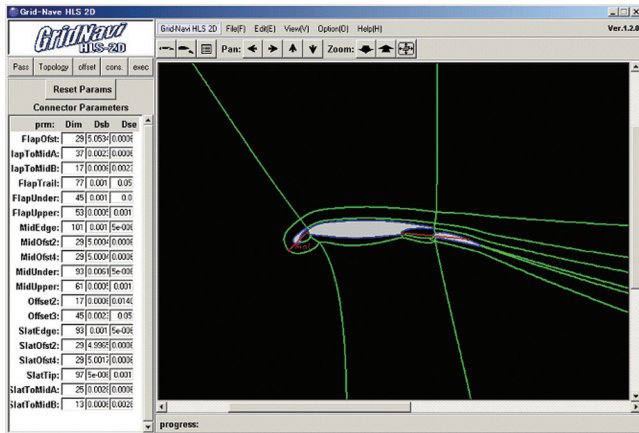 Grid-Nave HLS 2D
GridNavi
HLS-2D
GridNavi HLS 2D File(F) Edit(E) View(V) Option(O) Help(H) Ver.1.2.0
Pan: Zoom:
Pass Topology offset cons. exec
Reset Params
Connector Parameters
prm: Dim Dsb Dse
FlapOfst: 29 5.0534 0.0006
lapToMidA: 37 0.0023 0.0006
lapToMidB: 17 0.0006 0.0023
FlapTrail: 77 0.001 0.05
FlapUnder: 45 0.001 0.0
FlapUpper: 53 0.0005 0.001
MidEdge: 101 0.001 5e-006
MidOfst2: 29 5.0004 0.0006
MidOfst4: 29 5.0004 0.0006
MidUnder: 93 0.0061 5e-006
MidUpper: 61 0.0005 0.001
Offset2: 17 0.0006 0.0140
Offset3: 45 0.0023 0.05
SlatEdge: 93 0.001 5e-006
SlatOfst2: 29 4.9965 0.0006
SlatOfst4: 29 5.0017 0.0006
SlatTip: 97 5e-006 0.001
SlatToMidA: 25 0.0028 0.0006
SlatToMidB: 13 0.0006 0.0028
progress: